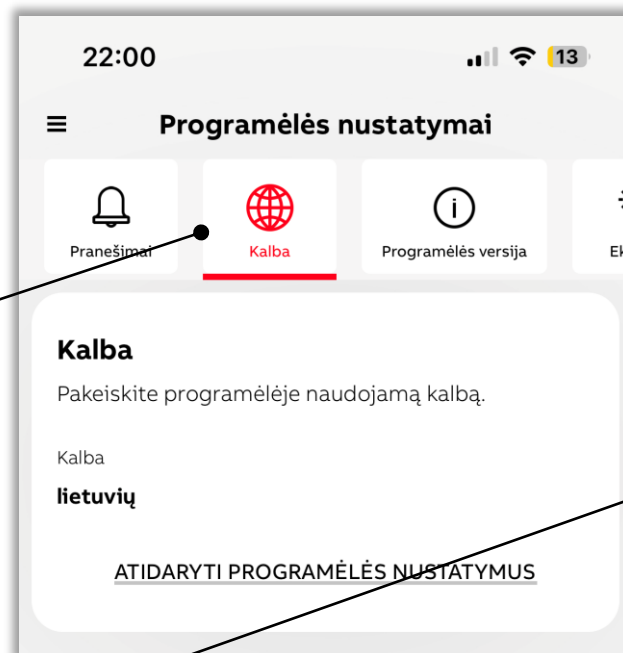 22:00
13
Programėlės nustatymai
Pranešimai
Kalba
Programėlės versija
Kalba
Pakeiskite programėlėje naudojamą kalbą.
Kalba
lietuvių
ATIDARYTI PROGRAMĖLĖS NUSTATYMUS